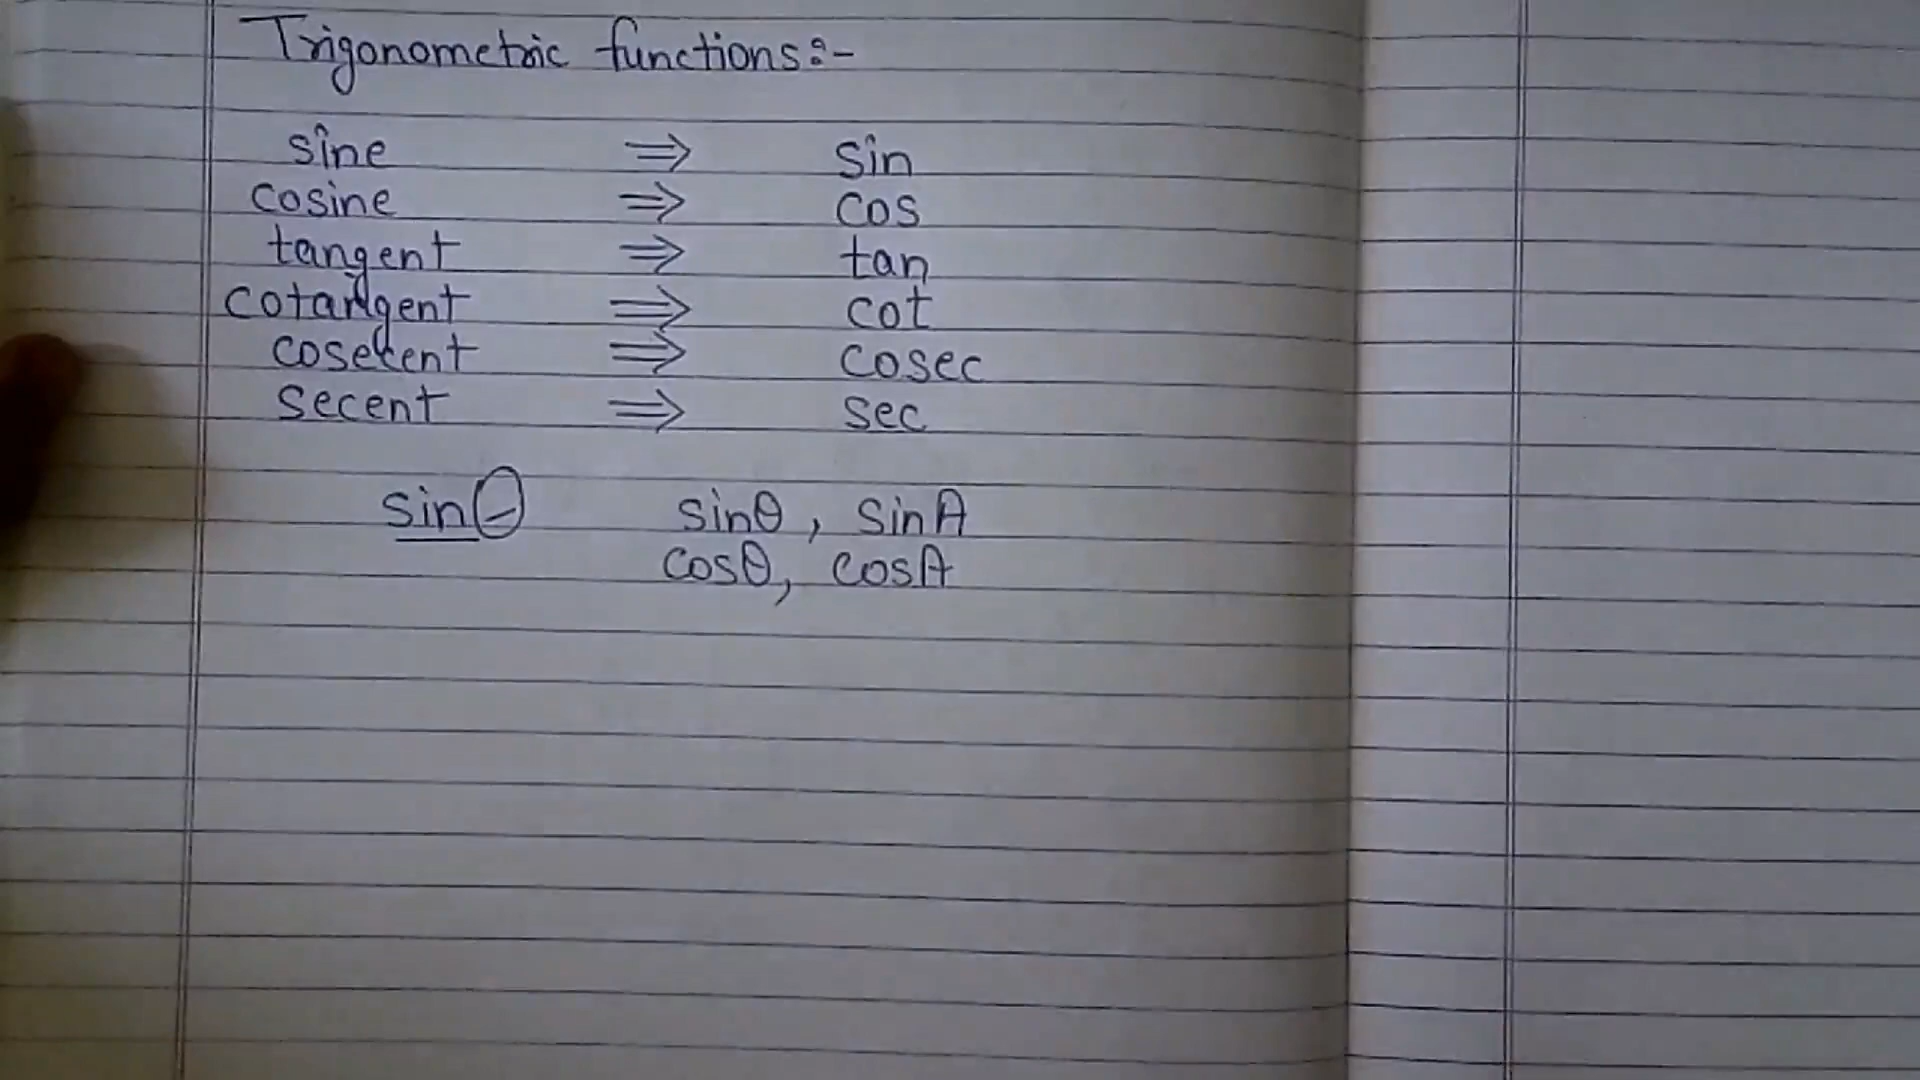 Trigonometric functions:-
sine ⇒ sin
cosine ⇒ cos
tangent ⇒ tan
cotangent ⇒ cot
cosecent ⇒ cosec
secent ⇒ sec
sinθ sinθ, sinA
cosθ, cosA